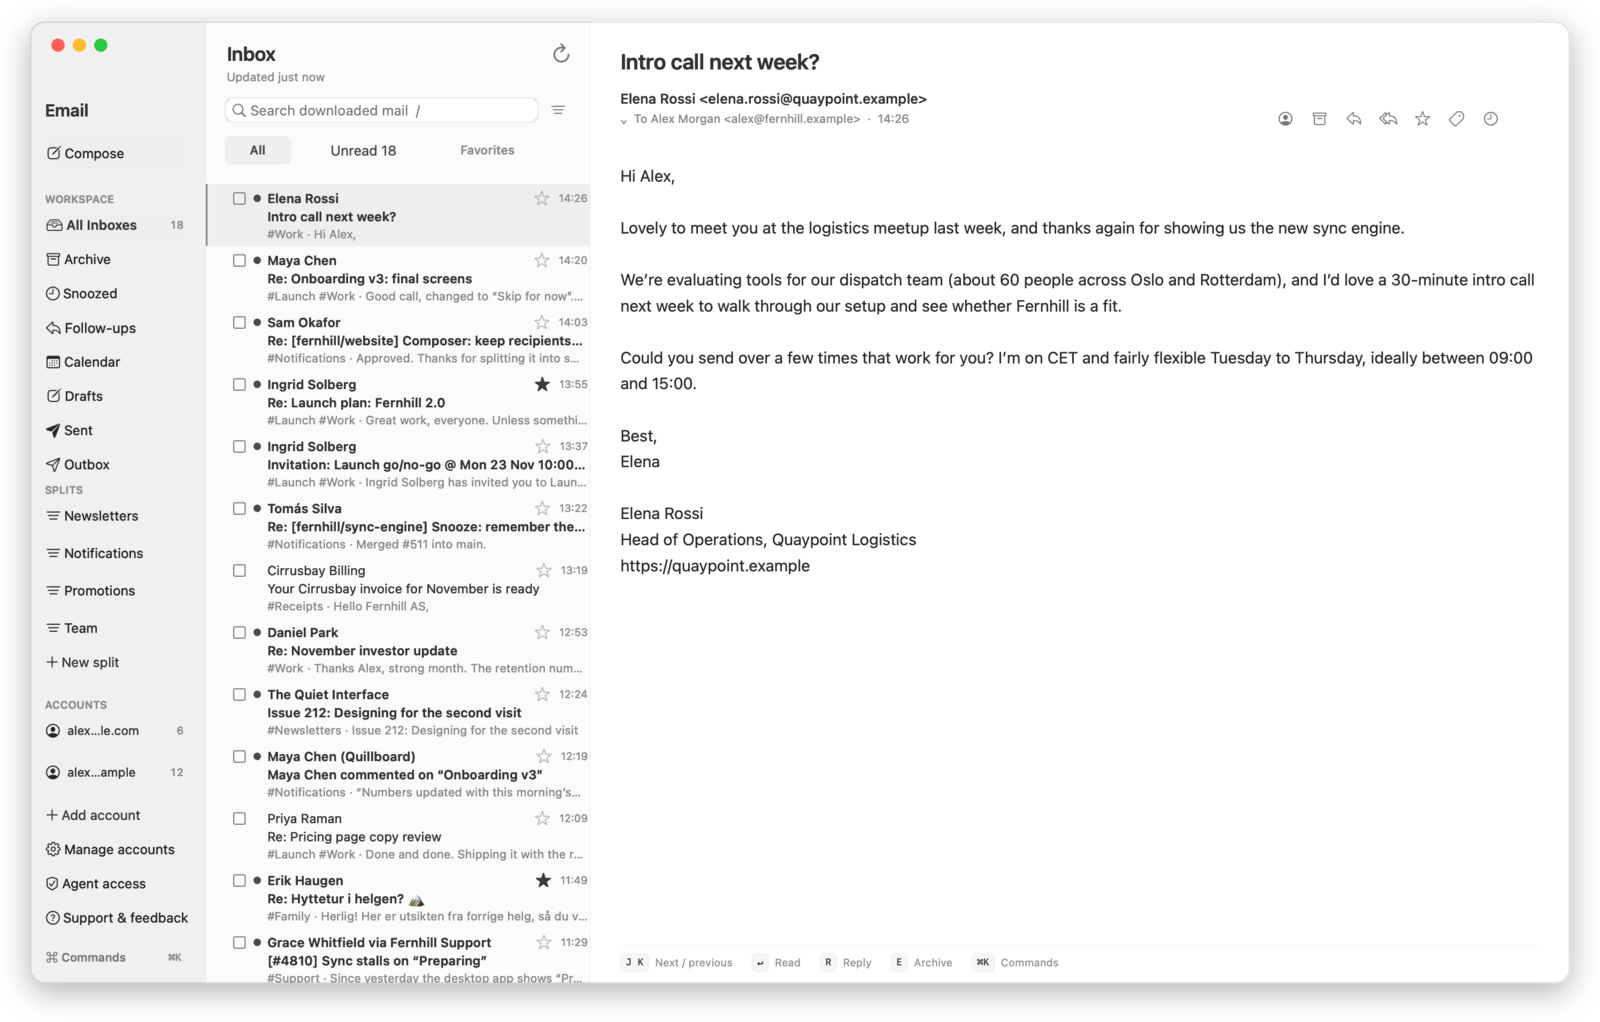 Email
Compose
WORKSPACE
All Inboxes 18
Archive
Snoozed
Follow-ups
Calendar
Drafts
Sent
Outbox
SPLITS
Newsletters
Notifications
Promotions
Team
New split
ACCOUNTS
alex...le.com 6
alex...ample 12
Add account
Manage accounts
Agent access
Support & feedback
⌘ Commands ⌘K
Inbox
Updated just now
Search downloaded mail /
All Unread 18 Favorites
Elena Rossi 14:26
Intro call next week?
#Work · Hi Alex,
Maya Chen 14:20
Re: Onboarding v3: final screens
#Launch #Work · Good call, changed to “Skip for now”....
Sam Okafor 14:03
Re: [fernhill/website] Composer: keep recipients...
#Notifications · Approved. Thanks for splitting it into s...
Ingrid Solberg 13:55
Re: Launch plan: Fernhill 2.0
#Launch #Work · Great work, everyone. Unless somethi...
Ingrid Solberg 13:37
Invitation: Launch go/no-go @ Mon 23 Nov 10:00...
#Launch #Work · Ingrid Solberg has invited you to Laun...
Tomás Silva 13:22
Re: [fernhill/sync-engine] Snooze: remember the...
#Notifications · Merged #511 into main.
Cirrusbay Billing 13:19
Your Cirrusbay invoice for November is ready
#Receipts · Hello Fernhill AS,
Daniel Park 12:53
Re: November investor update
#Work · Thanks Alex, strong month. The retention num...
The Quiet Interface 12:24
Issue 212: Designing for the second visit
#Newsletters · Issue 212: Designing for the second visit
Maya Chen (Quillboard) 12:19
Maya Chen commented on “Onboarding v3”
#Notifications · “Numbers updated with this morning’s...
Priya Raman 12:09
Re: Pricing page copy review
#Launch #Work · Done and done. Shipping it with the r...
Erik Haugen 11:49
Re: Hyttetur i helgen? 🏔️
#Family · Herlig! Her er utsikten fra forrige helg, så du v...
Grace Whitfield via Fernhill Support 11:29
[#4810] Sync stalls on “Preparing”
#Support · Since yesterday the desktop app shows “Pr...
Intro call next week?
Elena Rossi <elena.rossi@quaypoint.example>
To Alex Morgan <alex@fernhill.example> · 14:26
Hi Alex,
Lovely to meet you at the logistics meetup last week, and thanks again for showing us the new sync engine.
We’re evaluating tools for our dispatch team (about 60 people across Oslo and Rotterdam), and I’d love a 30-minute intro call
next week to walk through our setup and see whether Fernhill is a fit.
Could you send over a few times that work for you? I’m on CET and fairly flexible Tuesday to Thursday, ideally between 09:00
and 15:00.
Best,
Elena
Elena Rossi
Head of Operations, Quaypoint Logistics
https://quaypoint.example
J K Next / previous ↵ Read R Reply E Archive ⌘K Commands